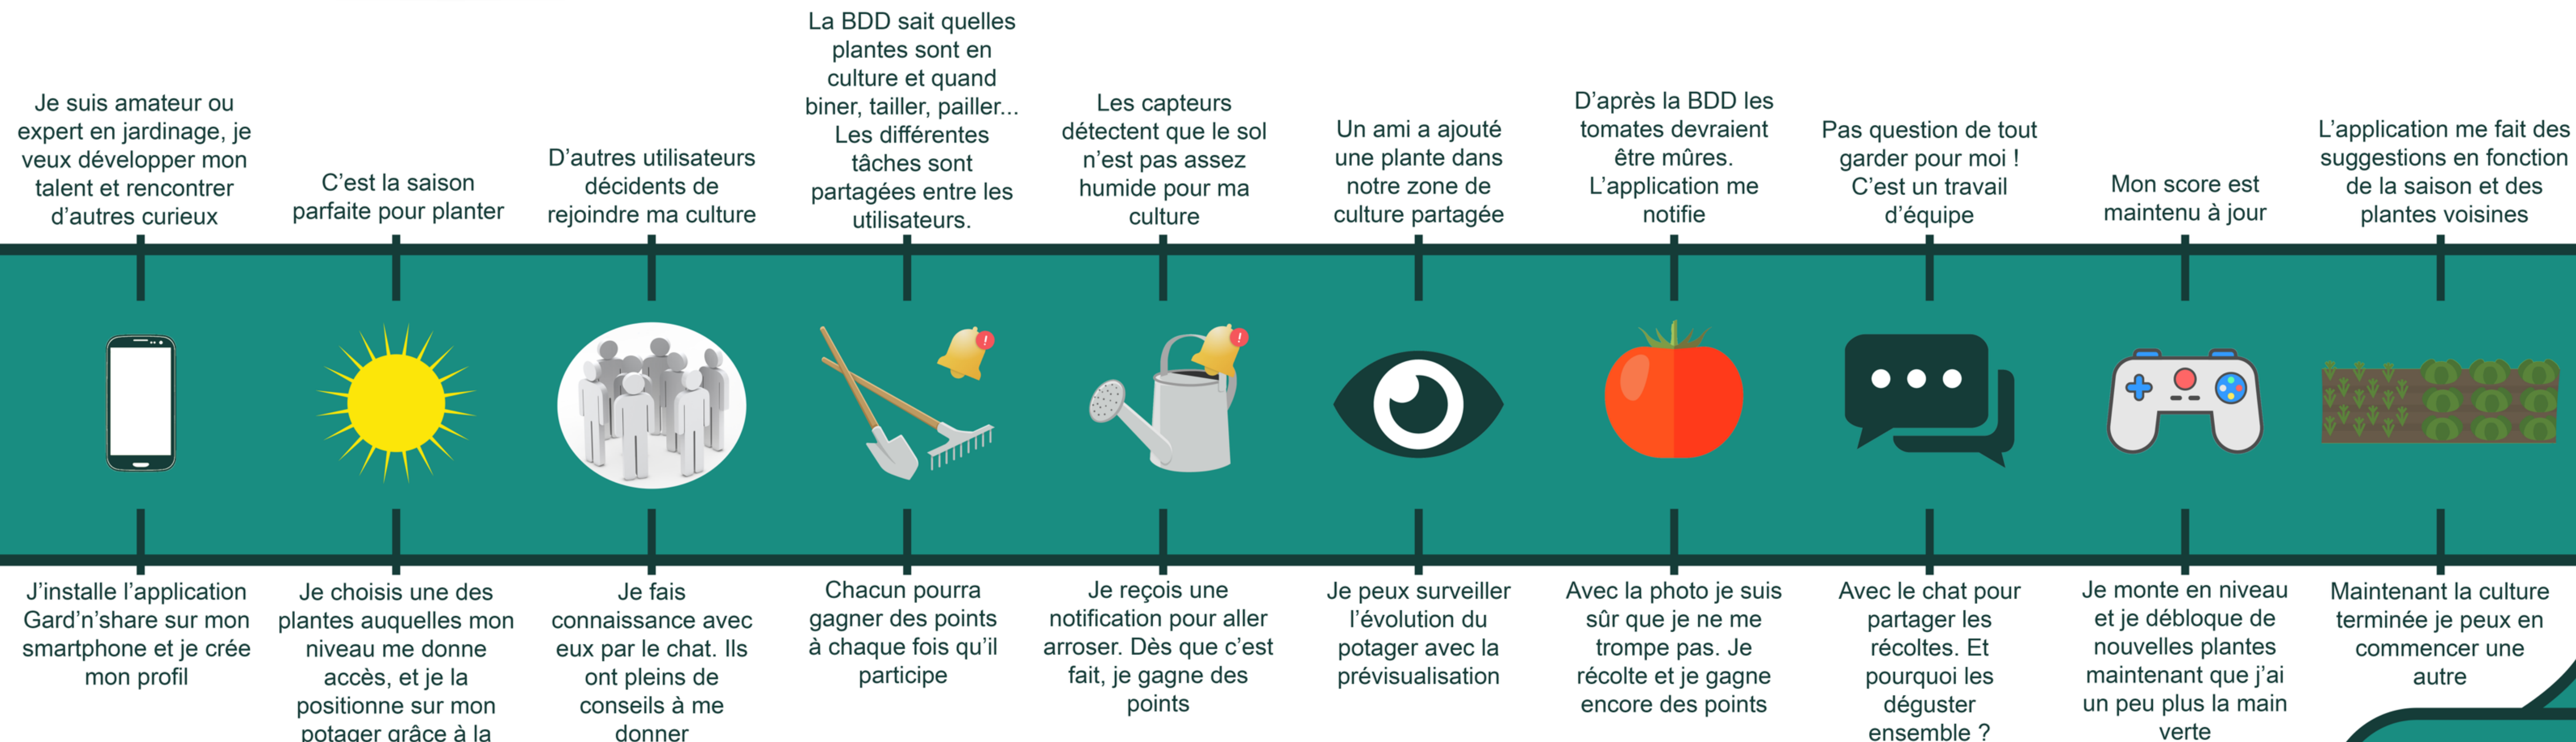 Je suis amateur ou
expert en jardinage, je
veux développer mon
talent et rencontrer
d'autres curieux
C'est la saison
parfaite pour planter
D'autres utilisateurs
décidents de
rejoindre ma culture
La BDD sait quelles
plantes sont en
culture et quand
biner, tailler, pailler...
Les différentes
tâches sont
partagées entre les
utilisateurs.
Les capteurs
détectent que le sol
n'est pas assez
humide pour ma
culture
Un ami a ajouté
une plante dans
notre zone de
culture partagée
D'après la BDD les
tomates devraient
être mûres.
L'application me
notifie
Pas question de tout
garder pour moi !
C'est un travail
d'équipe
Mon score est
maintenu à jour
L'application me fait des
suggestions en fonction
de la saison et des
plantes voisines
J'installe l'application
Gard'n'share sur mon
smartphone et je crée
mon profil
Je choisis une des
plantes auquelles mon
niveau me donne
accès, et je la
positionne sur mon
potager grâce à la
Je fais
connaissance avec
eux par le chat. Ils
ont pleins de
conseils à me
donner
Chacun pourra
gagner des points
à chaque fois qu'il
participe
Je reçois une
notification pour aller
arroser. Dès que c'est
fait, je gagne des
points
Je peux surveiller
l'évolution du
potager avec la
prévisualisation
Avec la photo je suis
sûr que je ne me
trompe pas. Je
récolte et je gagne
encore des points
Avec le chat pour
partager les
récoltes. Et
pourquoi les
déguster
ensemble ?
Je monte en niveau
et je débloque de
nouvelles plantes
maintenant que j'ai
un peu plus la main
verte
Maintenant la culture
terminée je peux en
commencer une
autre